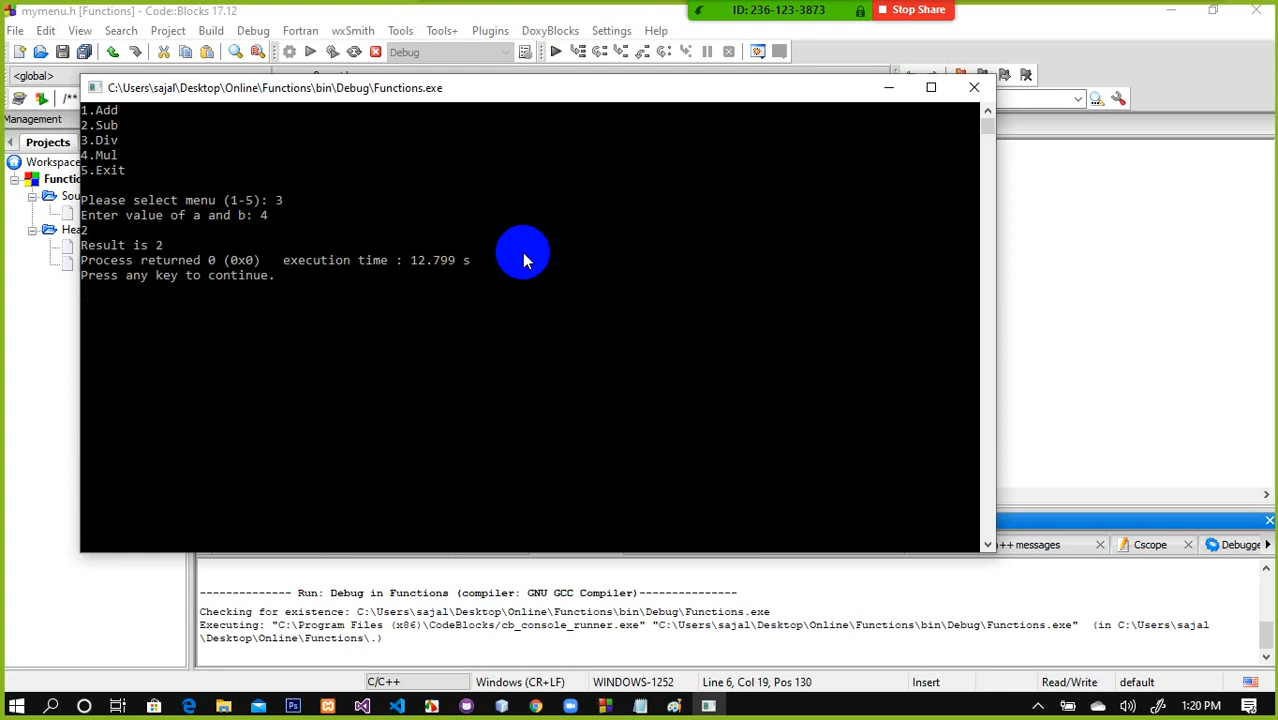 mymenu.h [Functions] - Code::Blocks 17.12
ID: 236-123-3873
Stop Share
File Edit View Search Project Build Debug Fortran wxSmith Tools Tools+ Plugins DoxyBlocks Settings Help
Debug
<global>
C:\Users\sajal\Desktop\Online\Functions\bin\Debug\Functions.exe
/**
Management
Projects
Workspace
Functi
Sou
Hea
1.Add
2.Sub
3.Div
4.Mul
5.Exit
Please select menu (1-5): 3
Enter value of a and b: 4
2
Result is 2
Process returned 0 (0x0)   execution time : 12.799 s
Press any key to continue.
++ messages
Cscope
Debugge
-------------- Run: Debug in Functions (compiler: GNU GCC Compiler)---------------
Checking for existence: C:\Users\sajal\Desktop\Online\Functions\bin\Debug\Functions.exe
Executing: "C:\Program Files (x86)\CodeBlocks/cb_console_runner.exe" "C:\Users\sajal\Desktop\Online\Functions\bin\Debug\Functions.exe"  (in C:\Users\sajal
\Desktop\Online\Functions\.)
C/C++ Windows (CR+LF) WINDOWS-1252 Line 6, Col 19, Pos 130 Insert Read/Write default
1:20 PM